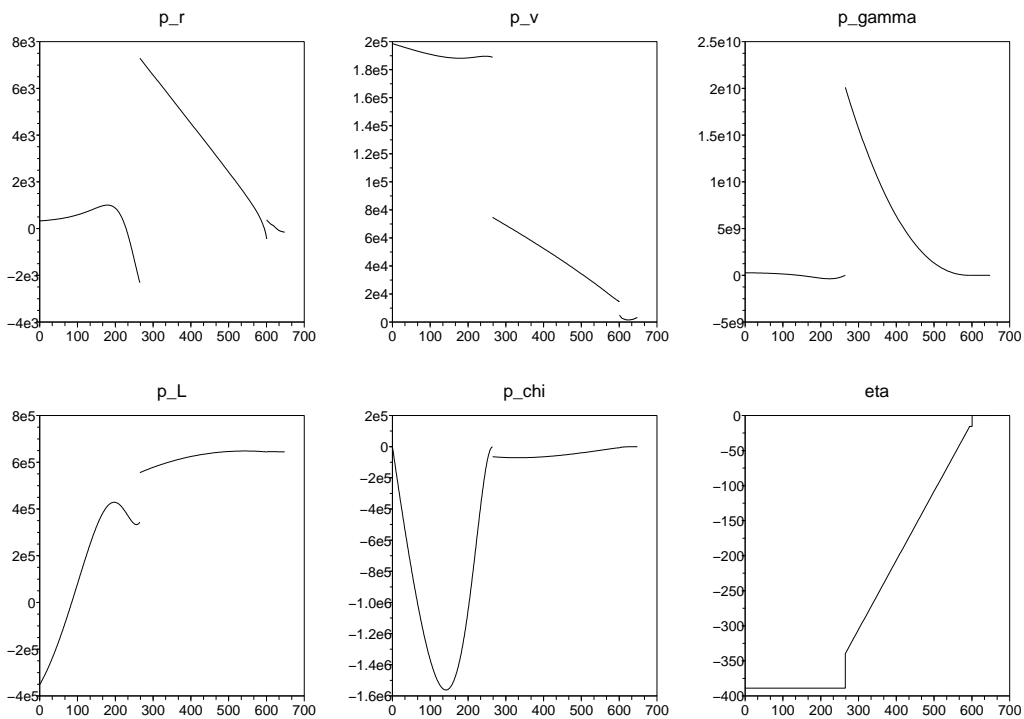 p_r
8e3
6e3
4e3
2e3
0
−2e3
−4e3
0 100 200 300 400 500 600 700
p_v
2e5
1.8e5
1.6e5
1.4e5
1.2e5
1e5
8e4
6e4
4e4
2e4
0
0 100 200 300 400 500 600 700
p_gamma
2.5e10
2e10
1.5e10
1e10
5e9
0
−5e9
0 100 200 300 400 500 600 700
p_L
8e5
6e5
4e5
2e5
0
−2e5
−4e5
0 100 200 300 400 500 600 700
p_chi
2e5
0
−2e5
−4e5
−6e5
−8e5
−1.0e6
−1.2e6
−1.4e6
−1.6e6
0 100 200 300 400 500 600 700
eta
0
−50
−100
−150
−200
−250
−300
−350
−400
0 100 200 300 400 500 600 700